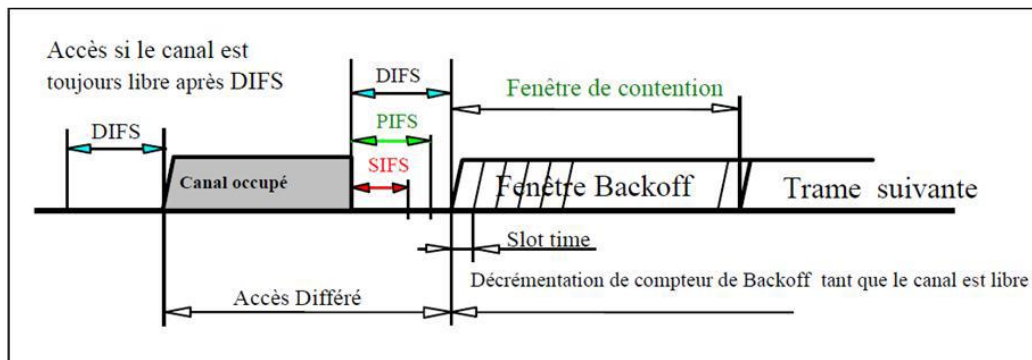 Accès si le canal est
toujours libre après DIFS
DIFS
DIFS
PIFS
SIFS
Fenêtre de contention
Canal occupé
Fenêtre Backoff
Trame suivante
Slot time
Décrémentation de compteur de Backoff tant que le canal est libre
Accès Différé